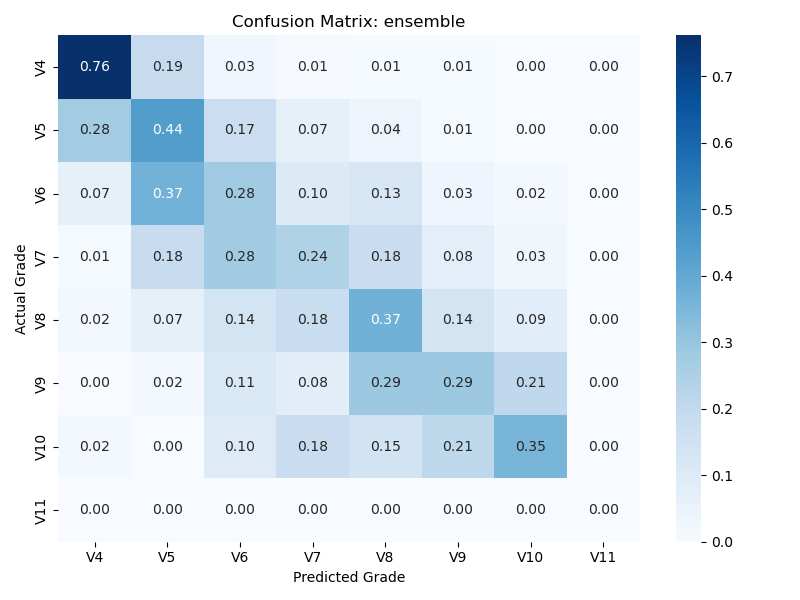 Confusion Matrix: ensemble
Actual Grade
V4 0.76 0.19 0.03 0.01 0.01 0.01 0.00 0.00
V5 0.28 0.44 0.17 0.07 0.04 0.01 0.00 0.00
V6 0.07 0.37 0.28 0.10 0.13 0.03 0.02 0.00
V7 0.01 0.18 0.28 0.24 0.18 0.08 0.03 0.00
V8 0.02 0.07 0.14 0.18 0.37 0.14 0.09 0.00
V9 0.00 0.02 0.11 0.08 0.29 0.29 0.21 0.00
V10 0.02 0.00 0.10 0.18 0.15 0.21 0.35 0.00
V11 0.00 0.00 0.00 0.00 0.00 0.00 0.00 0.00
V4 V5 V6 V7 V8 V9 V10 V11
Predicted Grade
0.7
0.6
0.5
0.4
0.3
0.2
0.1
0.0